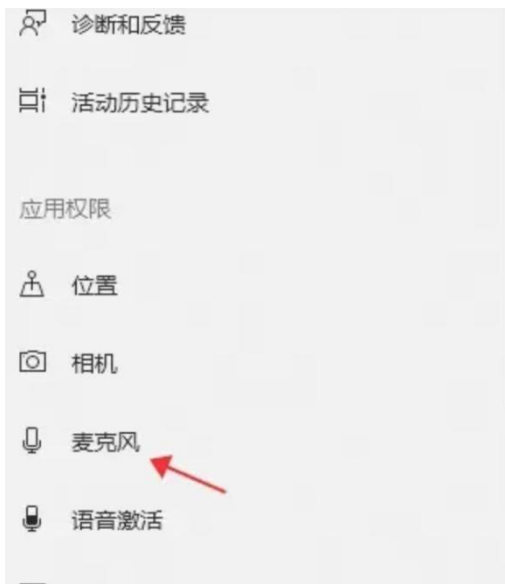 诊断和反馈
活动历史记录
应用权限
位置
相机
麦克风
语音激活